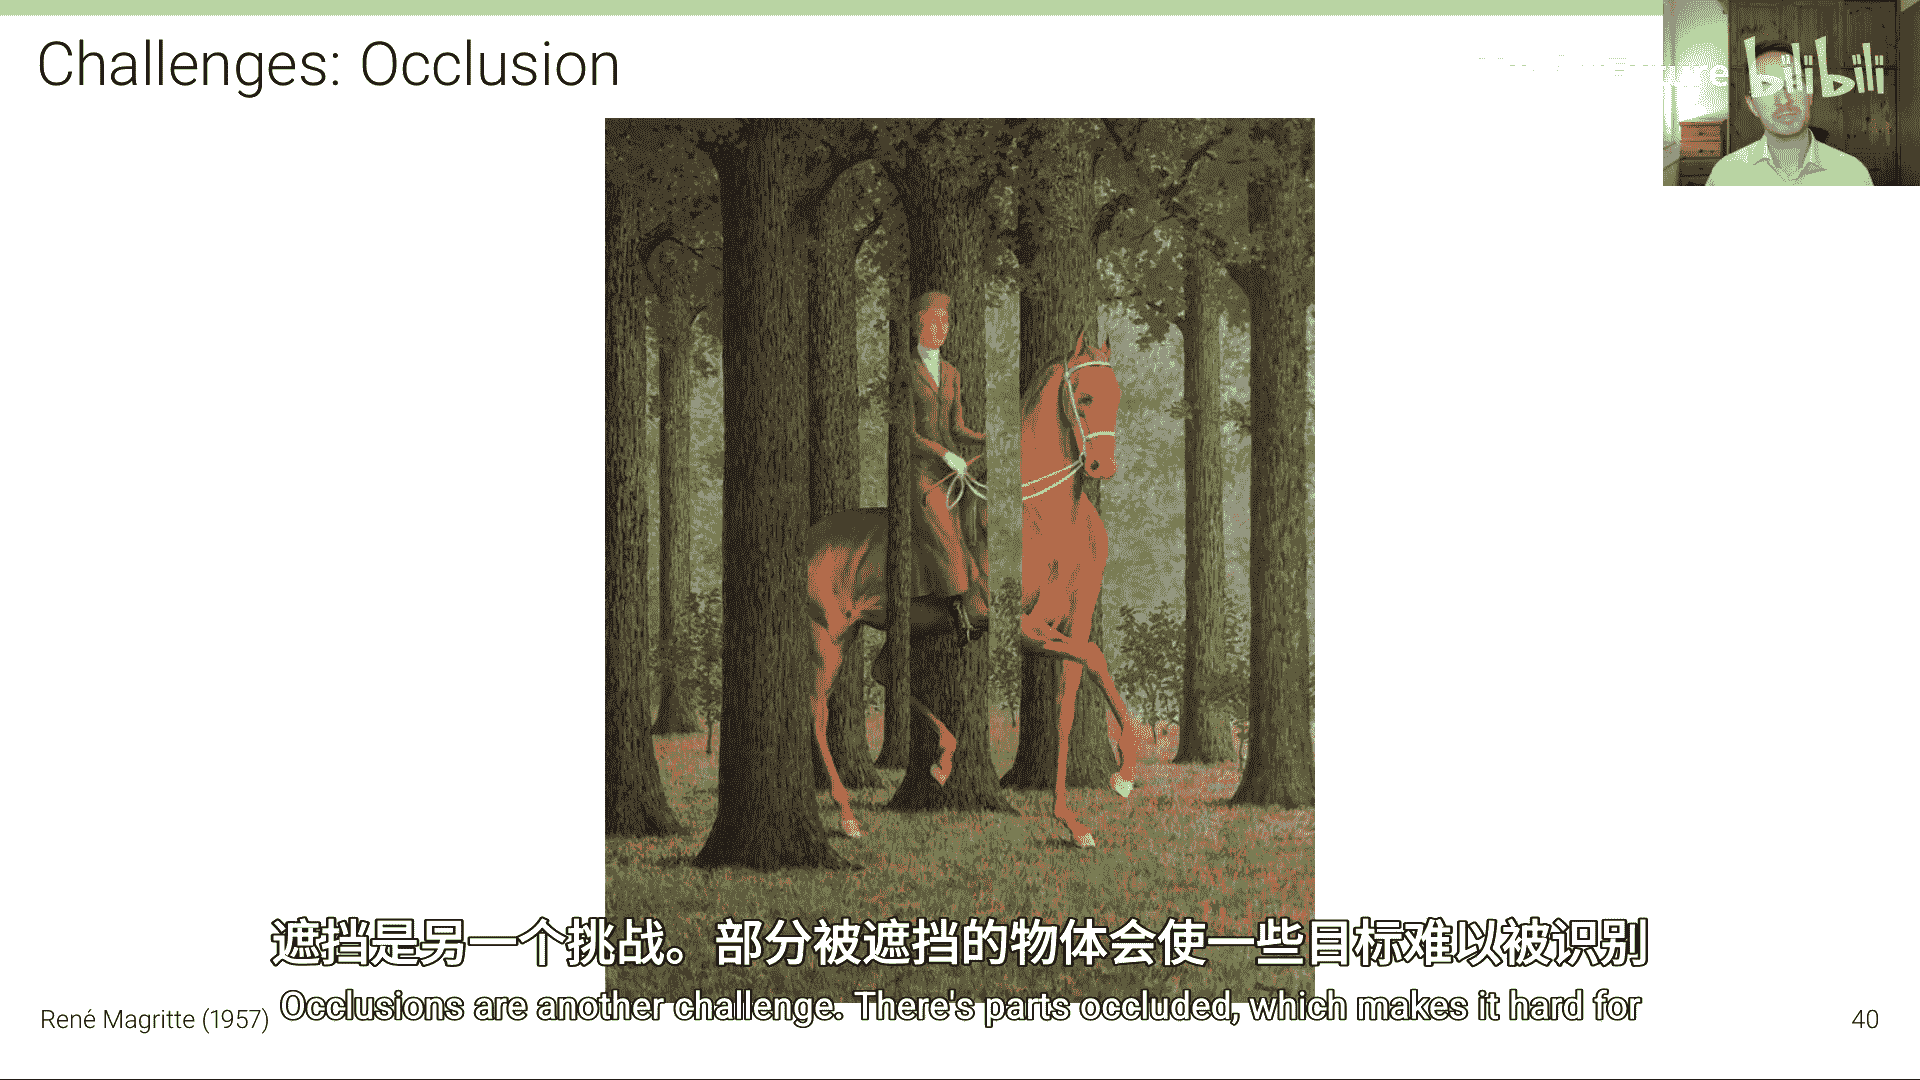 Challenges: Occlusion
bilibili
遮挡是另一个挑战。部分被遮挡的物体会使一些目标难以被识别
Occlusions are another challenge. There's parts occluded, which makes it hard for
René Magritte (1957)
40